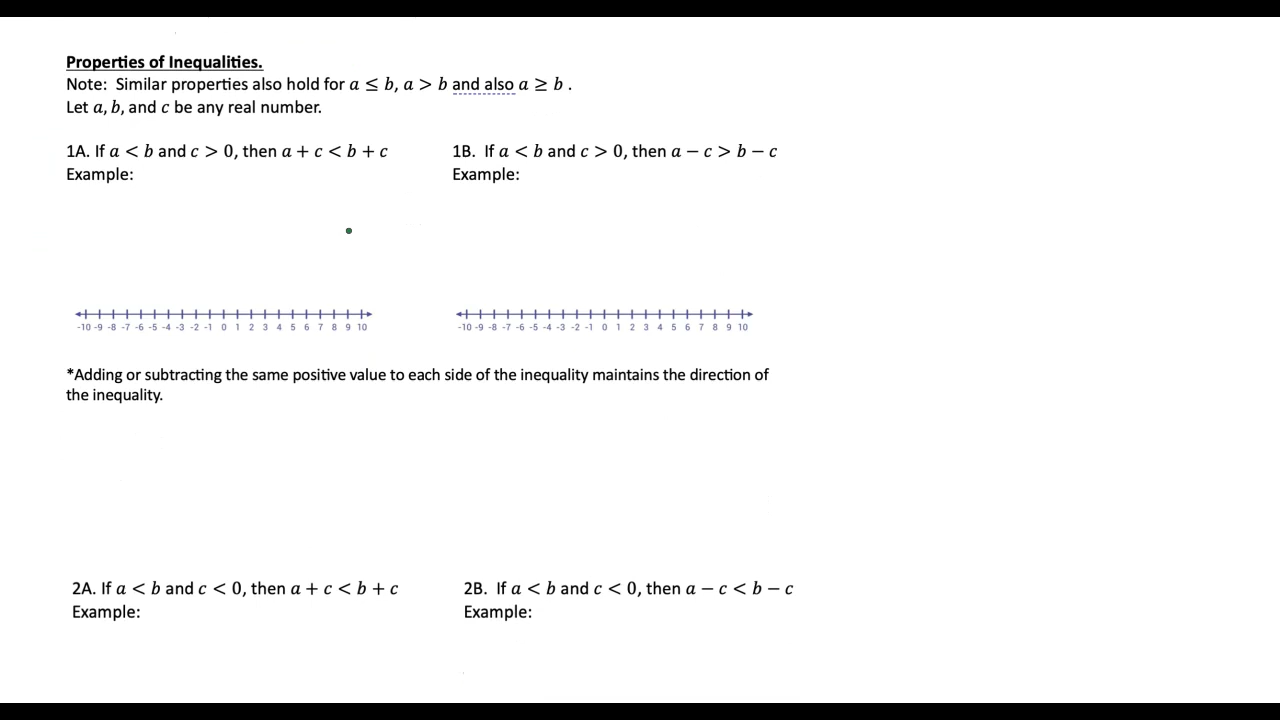 Properties of Inequalities.
Note: Similar properties also hold for a ≤ b, a > b and also a ≥ b .
Let a, b, and c be any real number.
1A. If a < b and c > 0, then a + c < b + c
Example:
1B. If a < b and c > 0, then a − c > b − c
Example:
-10 -9 -8 -7 -6 -5 -4 -3 -2 -1 0 1 2 3 4 5 6 7 8 9 10
-10 -9 -8 -7 -6 -5 -4 -3 -2 -1 0 1 2 3 4 5 6 7 8 9 10
*Adding or subtracting the same positive value to each side of the inequality maintains the direction of
the inequality.
2A. If a < b and c < 0, then a + c < b + c
Example:
2B. If a < b and c < 0, then a − c < b − c
Example: